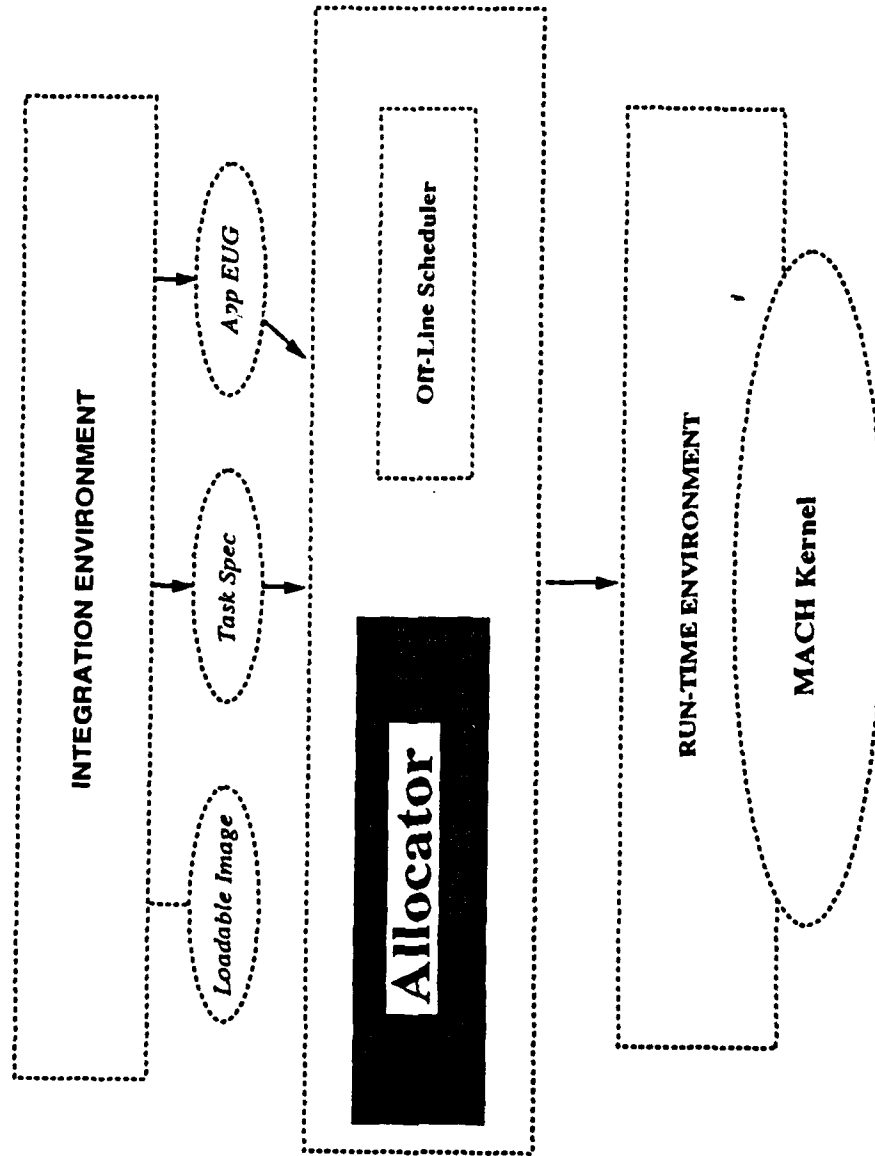 INTEGRATION ENVIRONMENT
Loadable Image
Task Spec
App EUG
Allocator
Off-Line Scheduler
RUN-TIME ENVIRONMENT
MACH Kernel